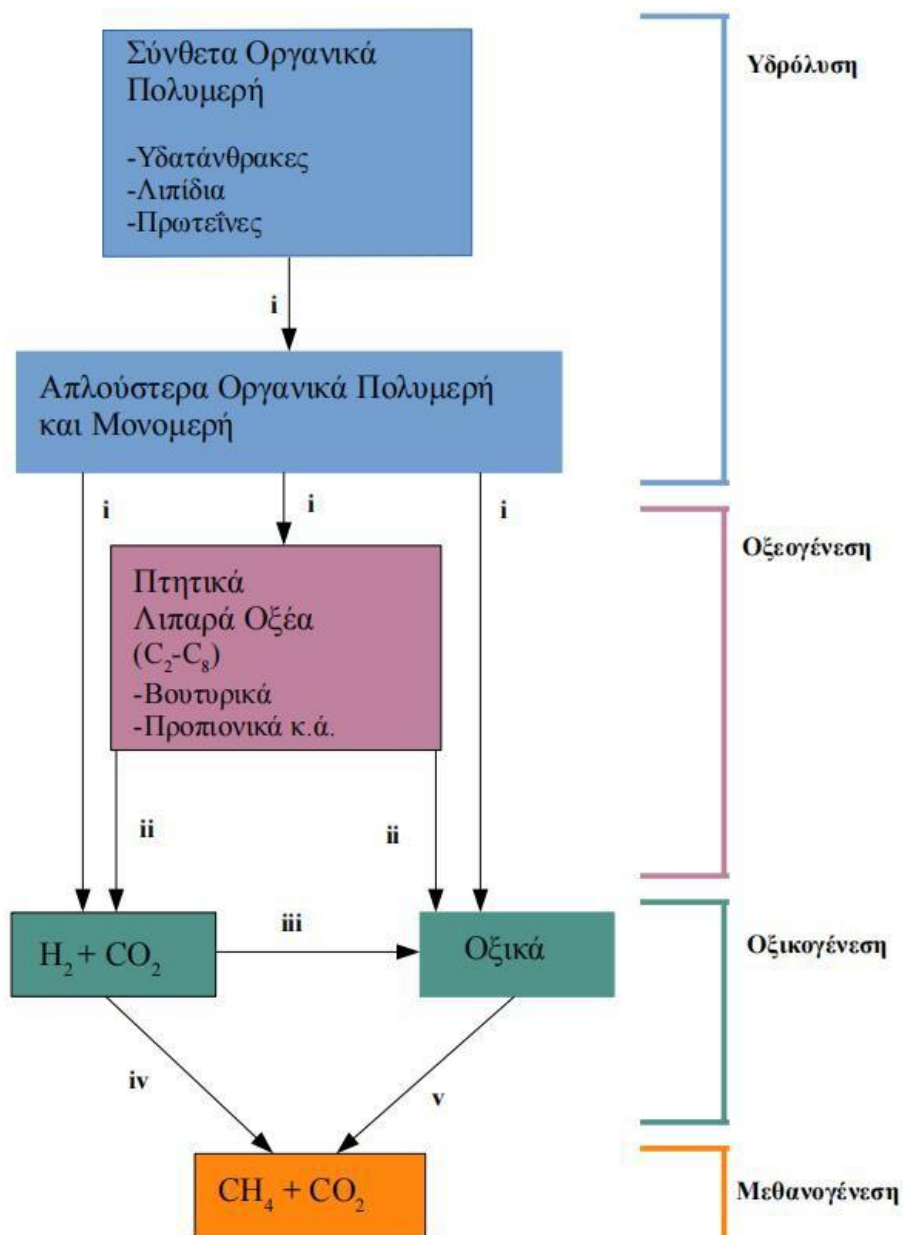 Σύνθετα Οργανικά
Πολυμερή
-Υδατάνθρακες
-Λιπίδια
-Πρωτεΐνες
Υδρόλυση
i
Απλούστερα Οργανικά Πολυμερή
και Μονομερή
i
i
i
Οξεογένεση
Πτητικά
Λιπαρά Οξέα
(C₂-C₈)
-Βουτυρικά
-Προπιονικά κ.ά.
ii
ii
H₂ + CO₂
iii
Οξικά
Οξικογένεση
iv
v
CH₄ + CO₂
Μεθανογένεση